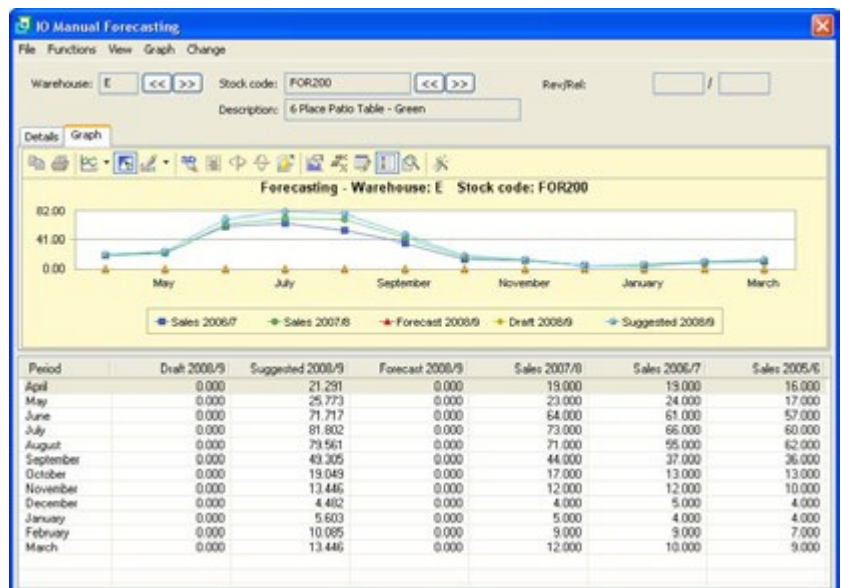 IO Manual Forecasting
File Functions View Graph Change
Warehouse: E << >> Stock code: FOR200 << >> Rev/Rel: /
Description: 6 Place Patio Table - Green
Details Graph
Forecasting - Warehouse: E Stock code: FOR200
82.00
41.00
0.00
May July September November January March
Sales 2006/7 Sales 2007/8 Forecast 2008/9 Draft 2008/9 Suggested 2008/9
Period Draft 2008/9 Suggested 2008/9 Forecast 2008/9 Sales 2007/8 Sales 2006/7 Sales 2005/6
April 0.000 21.291 0.000 19.000 19.000 16.000
May 0.000 25.773 0.000 23.000 24.000 17.000
June 0.000 71.717 0.000 64.000 61.000 57.000
July 0.000 81.802 0.000 73.000 66.000 60.000
August 0.000 79.561 0.000 71.000 55.000 62.000
September 0.000 49.305 0.000 44.000 37.000 36.000
October 0.000 19.049 0.000 17.000 13.000 13.000
November 0.000 13.446 0.000 12.000 12.000 10.000
December 0.000 4.482 0.000 4.000 5.000 4.000
January 0.000 5.603 0.000 5.000 4.000 4.000
February 0.000 10.085 0.000 9.000 9.000 7.000
March 0.000 13.446 0.000 12.000 10.000 9.000